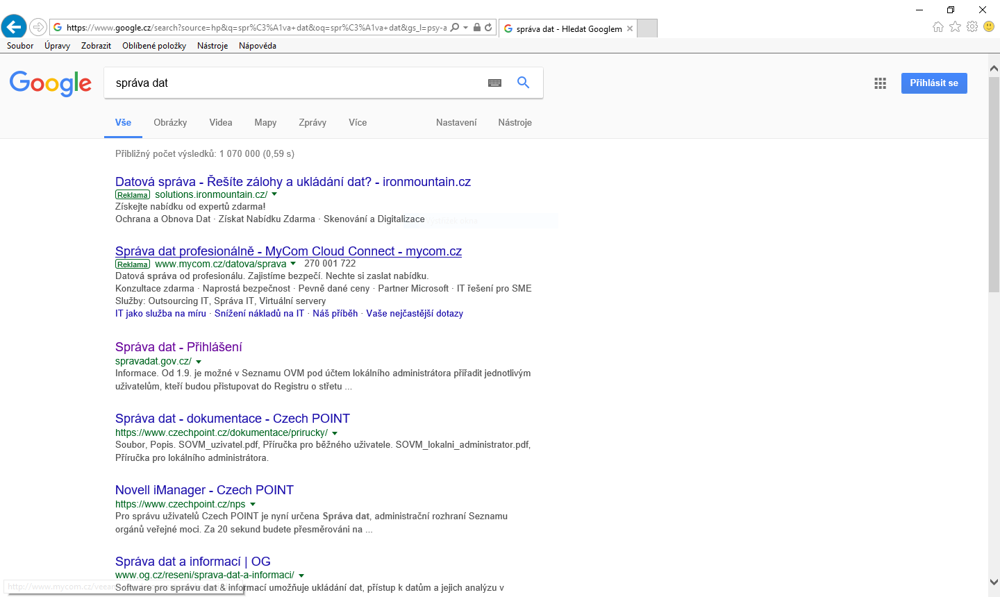 https://www.google.cz/search?source=hp&q=spr%C3%A1va+dat&oq=spr%C3%A1va+dat&gs_l=psy-a
správa dat - Hledat Googlem
Soubor Úpravy Zobrazit Oblíbené položky Nástroje Nápověda
Google
správa dat
Přihlásit se
Vše Obrázky Videa Mapy Zprávy Více Nastavení Nástroje
Přibližný počet výsledků: 1 070 000 (0,59 s)
Datová správa - Řešíte zálohy a ukládání dat? - ironmountain.cz
Reklama solutions.ironmountain.cz/
Získejte nabídku od expertů zdarma!
Ochrana a Obnova Dat · Získat Nabídku Zdarma · Skenování a Digitalizace
Správa dat profesionálně - MyCom Cloud Connect - mycom.cz
Reklama www.mycom.cz/datova/sprava 270 001 722
Datová správa od profesionálu. Zajistíme bezpečí. Nechte si zaslat nabídku.
Konzultace zdarma · Naprostá bezpečnost · Pevně dané ceny · Partner Microsoft · IT řešení pro SME
Služby: Outsourcing IT, Správa IT, Virtuální servery
IT jako služba na míru · Snížení nákladů na IT · Náš příběh · Vaše nejčastější dotazy
Správa dat - Přihlášení
spravadat.gov.cz/
Informace. Od 1.9. je možné v Seznamu OVM pod účtem lokálního administrátora přiřadit jednotlivým
uživatelům, kteří budou přistupovat do Registru o střetu ...
Správa dat - dokumentace - Czech POINT
https://www.czechpoint.cz/dokumentace/prirucky/
Soubor, Popis. SOVM_uzivatel.pdf, Příručka pro běžného uživatele. SOVM_lokalni_administrator.pdf,
Příručka pro lokálního administrátora.
Novell iManager - Czech POINT
https://www.czechpoint.cz/nps
Pro správu uživatelů Czech POINT je nyní určena Správa dat, administrační rozhraní Seznamu
orgánů veřejné moci. Za 20 sekund budete přesměrováni na ...
Správa dat a informací | OG
www.og.cz/reseni/sprava-dat-a-informaci/
Software pro správu dat & informací umožňuje ukládání dat, přístup k datům a jejich analýzu v
http://www.mycom.cz/veean